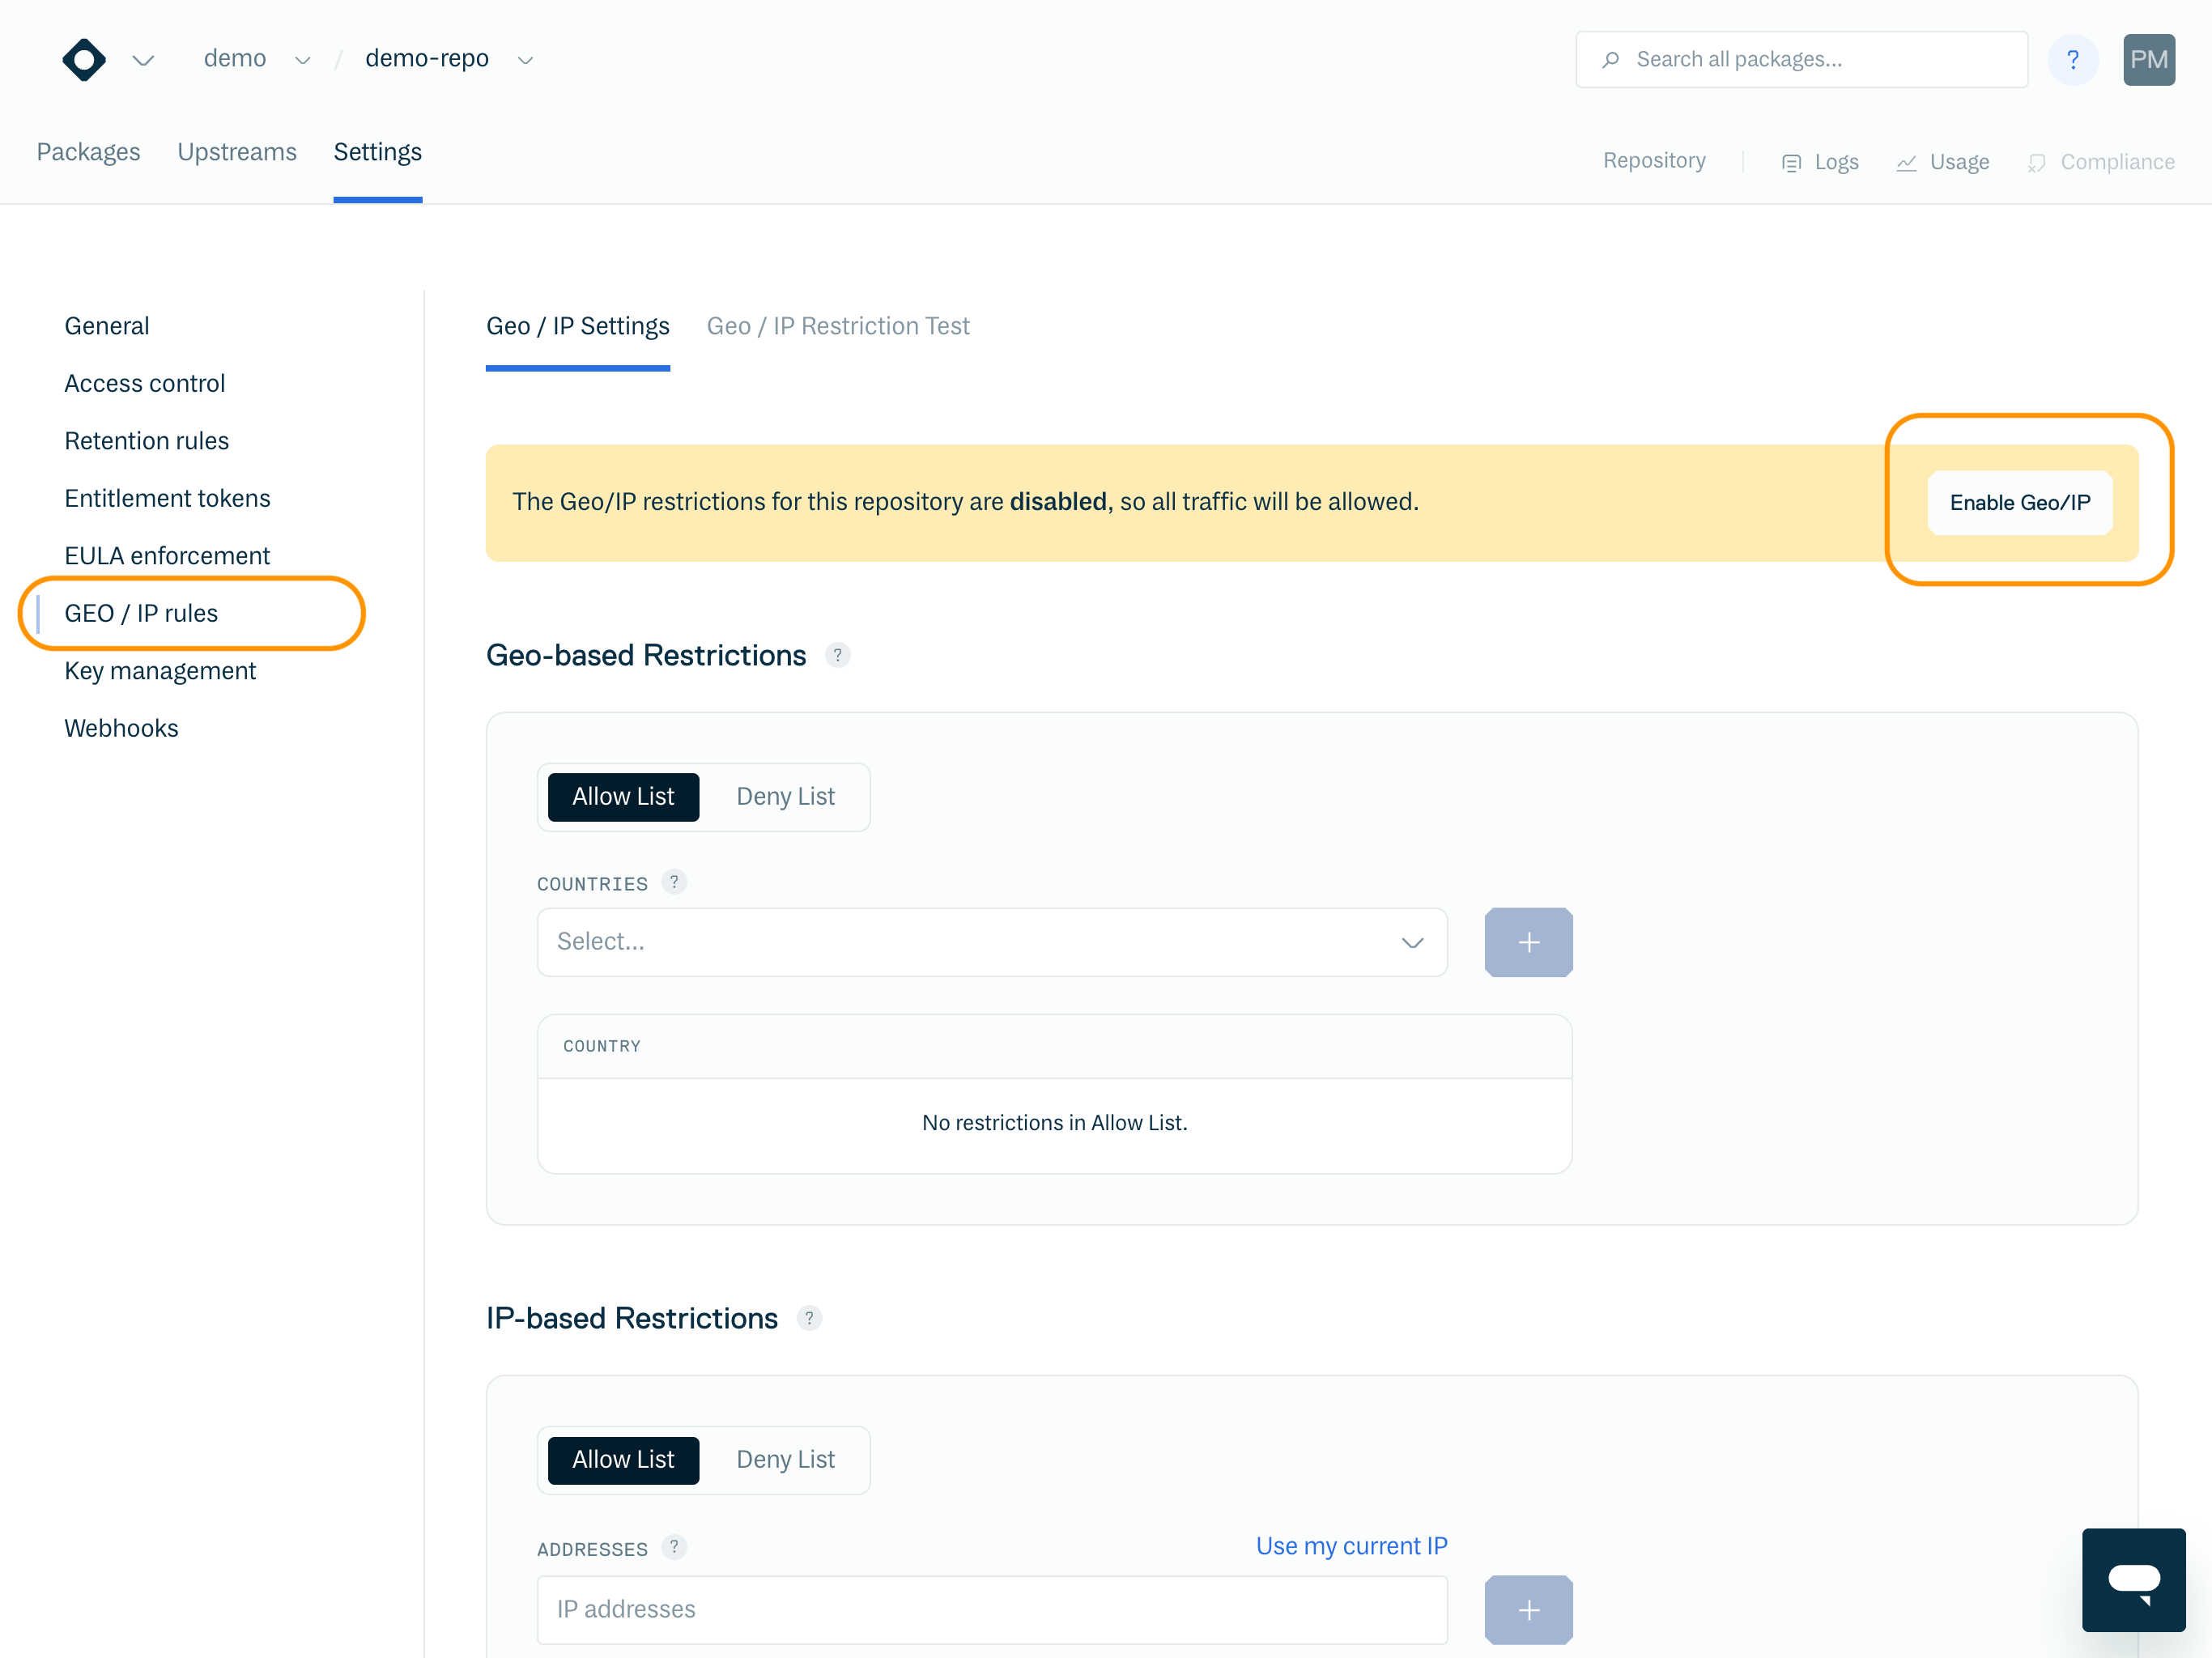 demo / demo-repo
Search all packages...
?
PM
Packages
Upstreams
Settings
Repository
Logs
Usage
Compliance
General
Access control
Retention rules
Entitlement tokens
EULA enforcement
GEO / IP rules
Key management
Webhooks
Geo / IP Settings
Geo / IP Restriction Test
The Geo/IP restrictions for this repository are disabled, so all traffic will be allowed.
Enable Geo/IP
Geo-based Restrictions ?
Allow List
Deny List
COUNTRIES ?
Select...
+
COUNTRY
No restrictions in Allow List.
IP-based Restrictions ?
Allow List
Deny List
ADDRESSES ?
Use my current IP
IP addresses
+